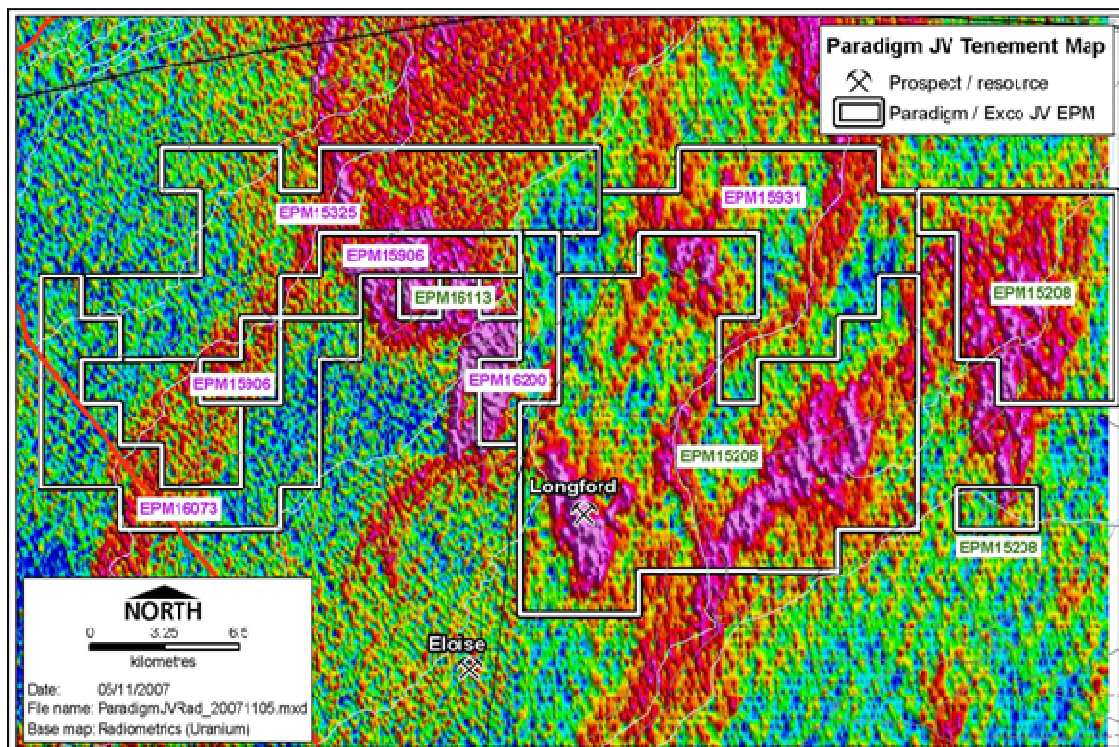 Paradigm JV Tenement Map
Prospect / resource
Paradigm / Exco JV EPM
EPM15325
EPM15931
EPM15906
EPM16113
EPM15208
EPM15906
EPM16200
EPM15208
Longford
EPM16073
EPM15208
Eloise
NORTH
0 3.25 6.5
kilometres
Date: 05/11/2007
File name: ParadigmJVRad_20071105.mxd
Base map: Radiometrics (Uranium)